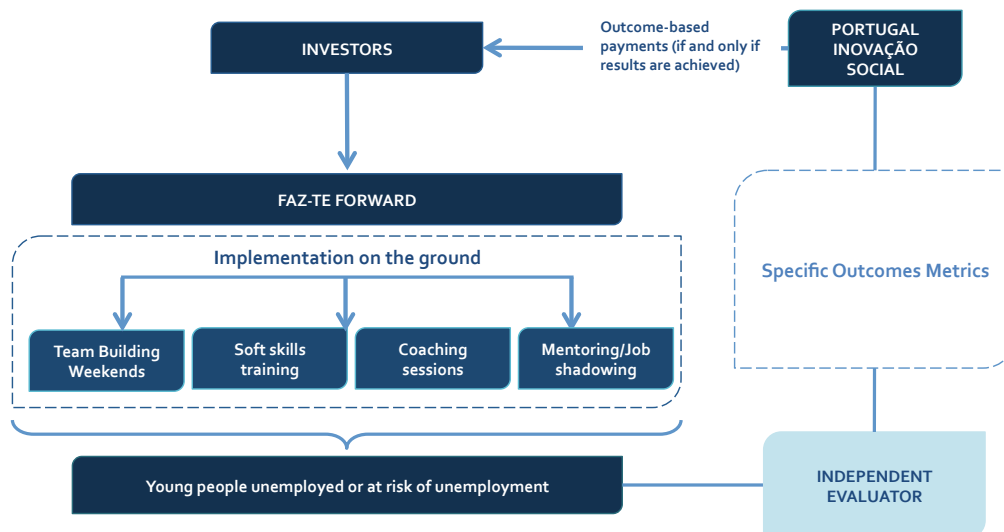 INVESTORS
Outcome-based
payments (if and only if
results are achieved)
PORTUGAL
INOVAÇÃO
SOCIAL
FAZ-TE FORWARD
Implementation on the ground
Team Building
Weekends
Soft skills
training
Coaching
sessions
Mentoring/Job
shadowing
Specific Outcomes Metrics
Young people unemployed or at risk of unemployment
INDEPENDENT
EVALUATOR